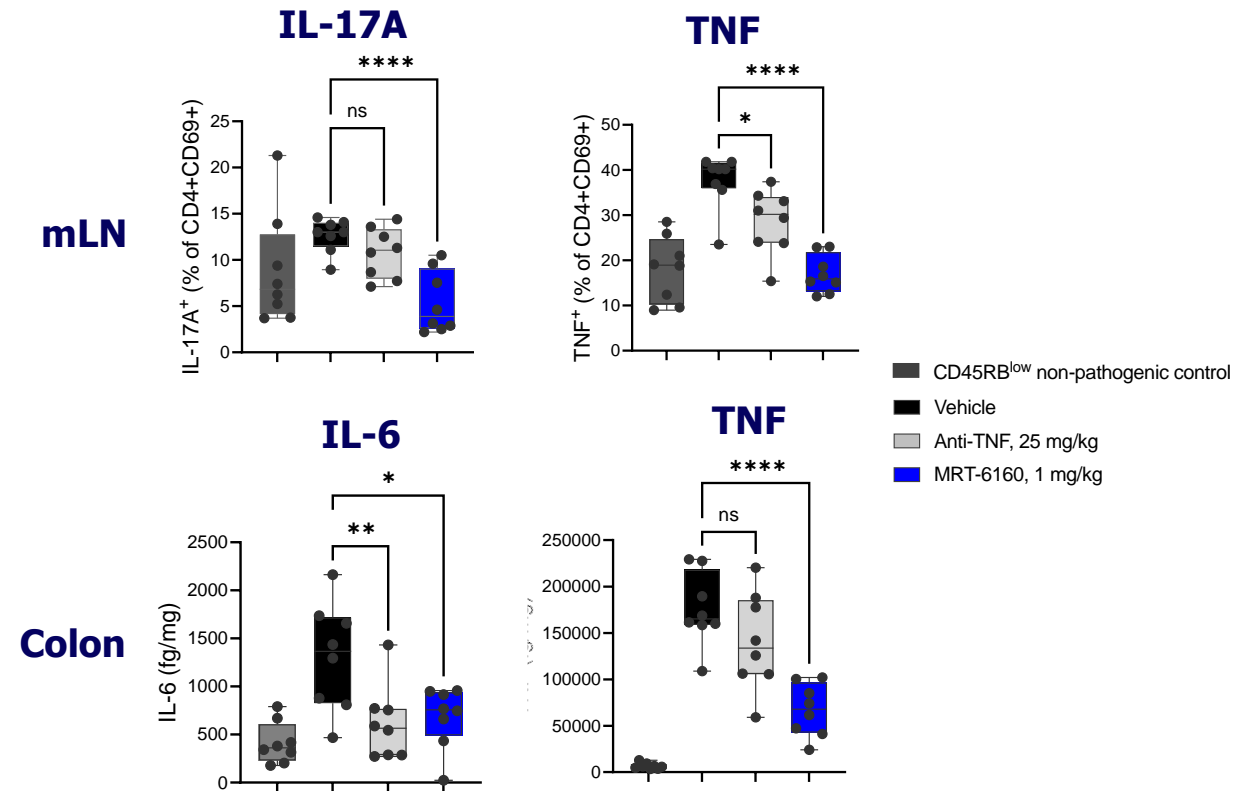 IL-17A
****
ns
IL-17A⁺ (% of CD4+CD69+)
25
20
15
10
5
0
TNF
****
*
TNF⁺ (% of CD4+CD69+)
50
40
30
20
10
0
mLN
CD45RBˡᵒʷ non-pathogenic control
Vehicle
Anti-TNF, 25 mg/kg
MRT-6160, 1 mg/kg
IL-6
*
**
IL-6 (fg/mg)
2500
2000
1500
1000
500
0
TNF
****
ns
250000
200000
150000
100000
50000
0
Colon